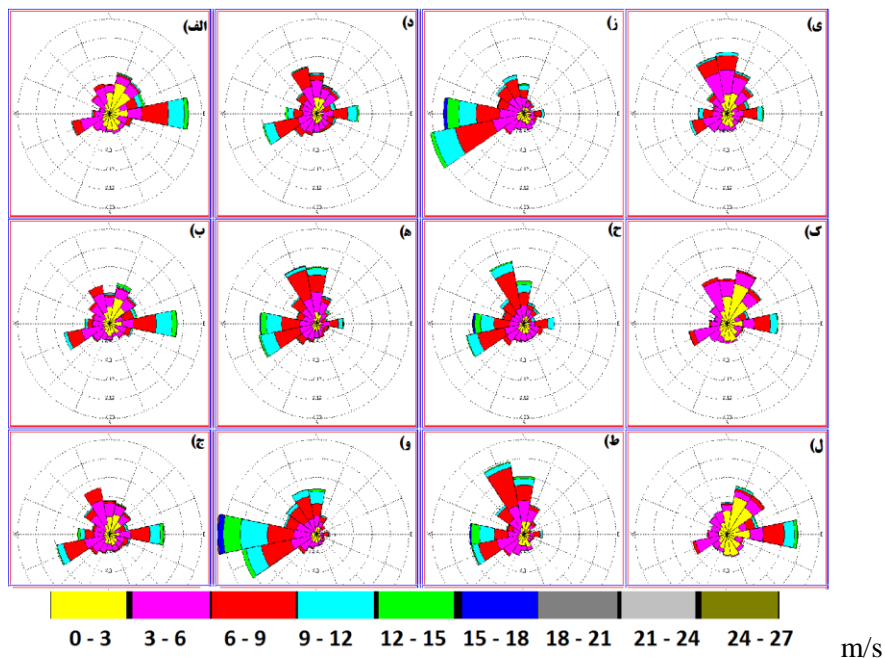 الف)
د)
ز)
ی)
ب)
ه)
ح)
ک)
ج)
و)
ط)
ل)
0 - 3 3 - 6 6 - 9 9 - 12 12 - 15 15 - 18 18 - 21 21 - 24 24 - 27 m/s